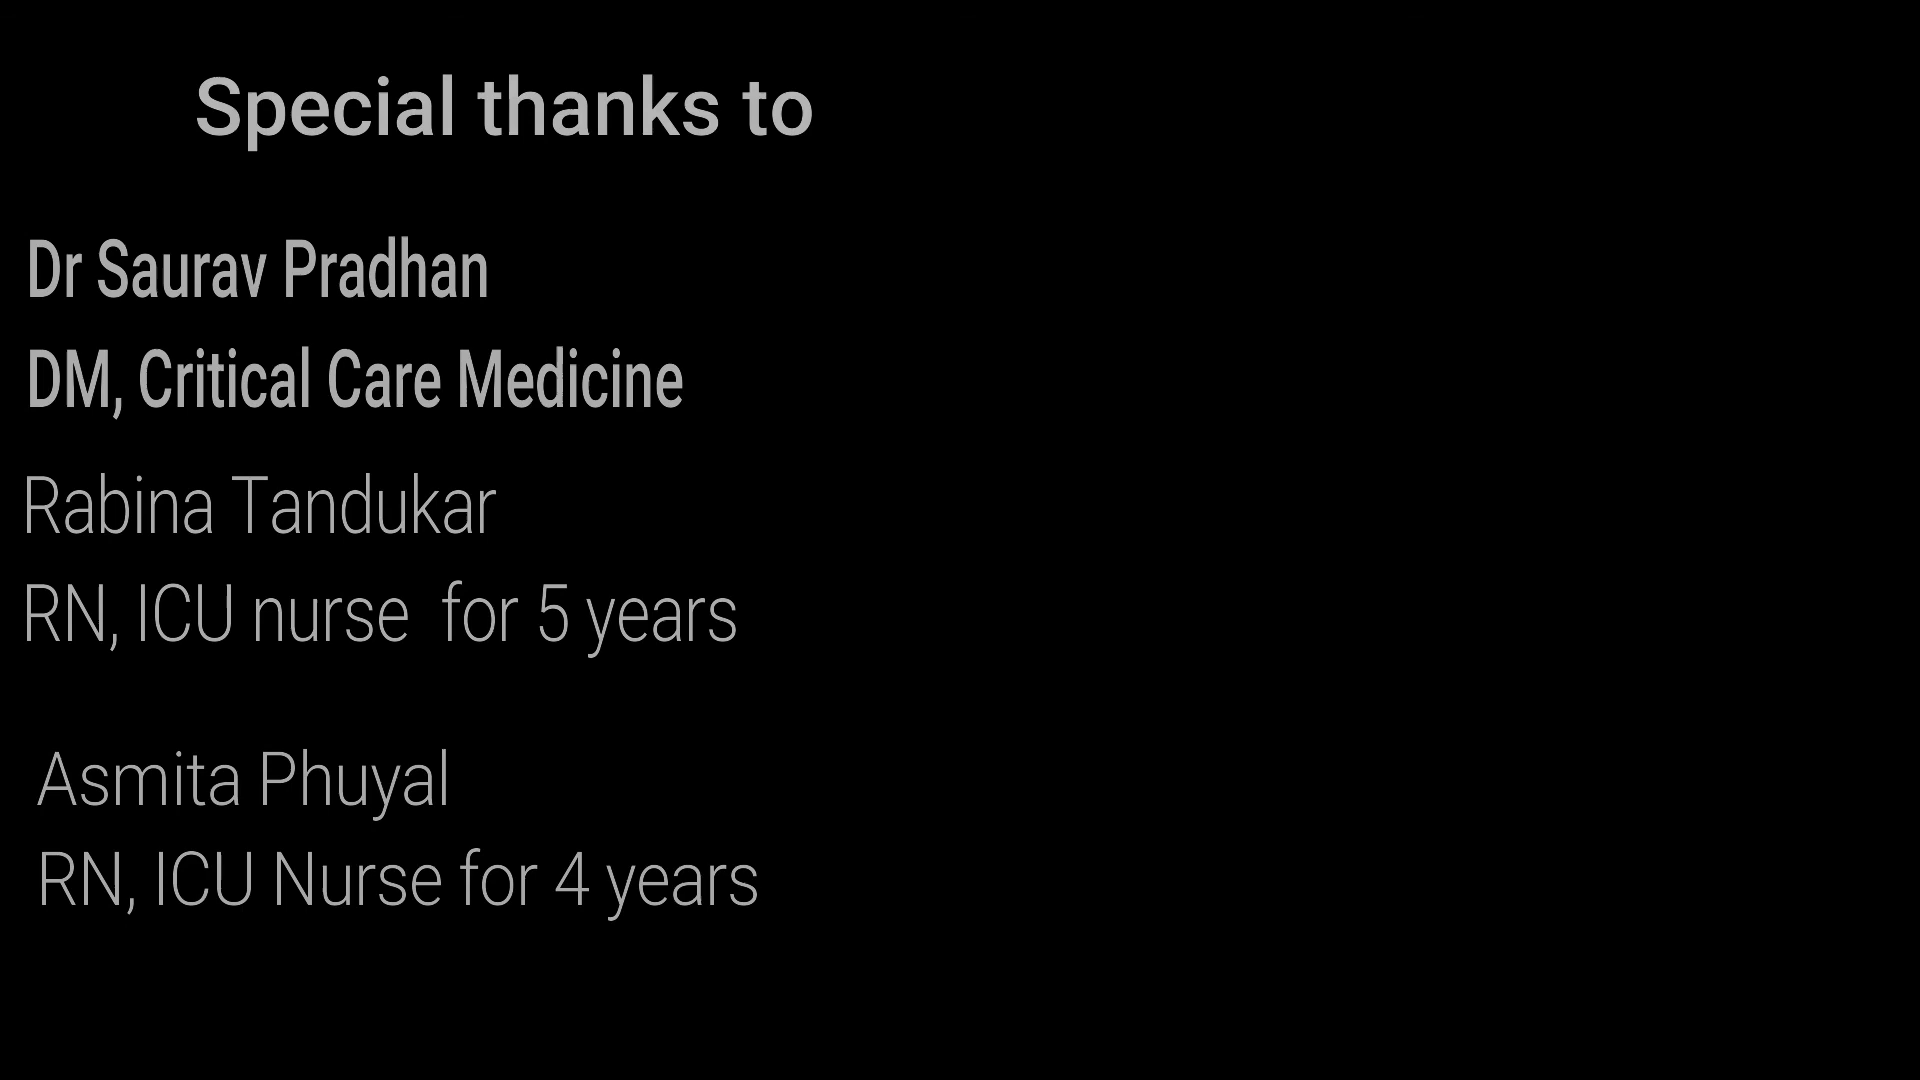 Special thanks to
Dr Saurav Pradhan
DM, Critical Care Medicine
Rabina Tandukar
RN, ICU nurse  for 5 years
Asmita Phuyal
RN, ICU Nurse for 4 years